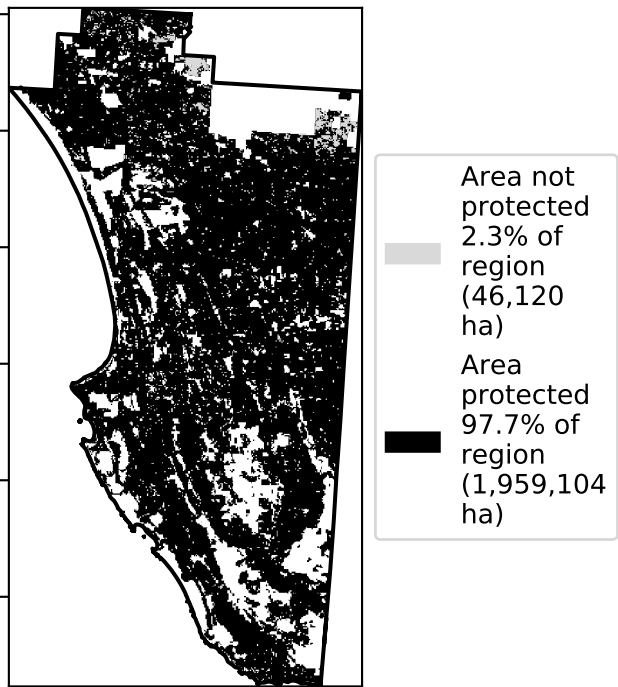 Area not
protected
2.3% of
region
(46,120
ha)
Area
protected
97.7% of
region
(1,959,104
ha)